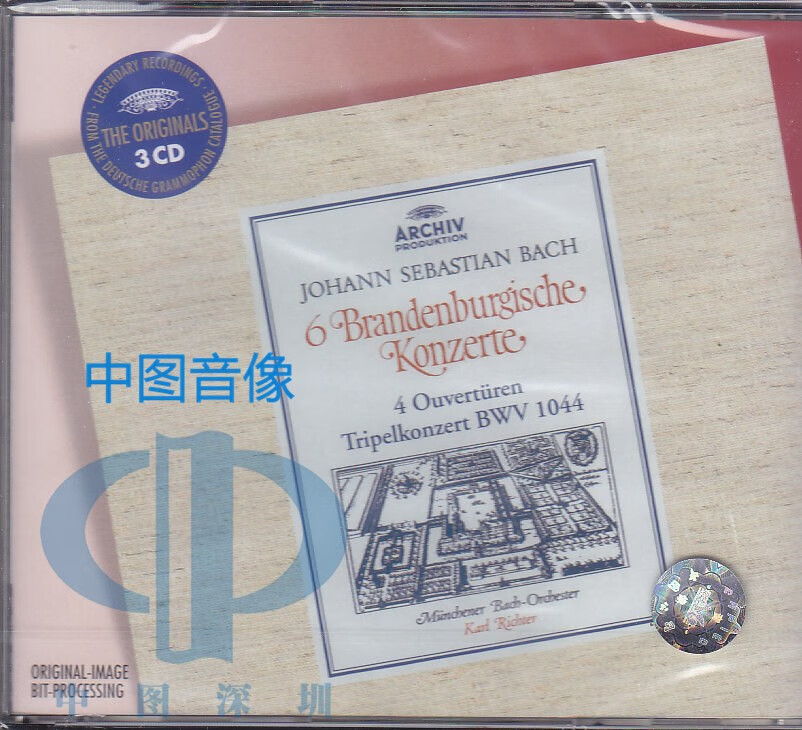 LEGENDARY RECORDINGS
THE ORIGINALS
3 CD
FROM THE DEUTSCHE GRAMMOPHON CATALOGUE
ARCHIV
PRODUKTION
JOHANN SEBASTIAN BACH
6 Brandenburgische
Konzerte
中图音像
4 Ouvertüren
Tripelkonzert BWV 1044
Münchener Bach-Orchester
Karl Richter
ORIGINAL-IMAGE
BIT-PROCESSING
中图深圳